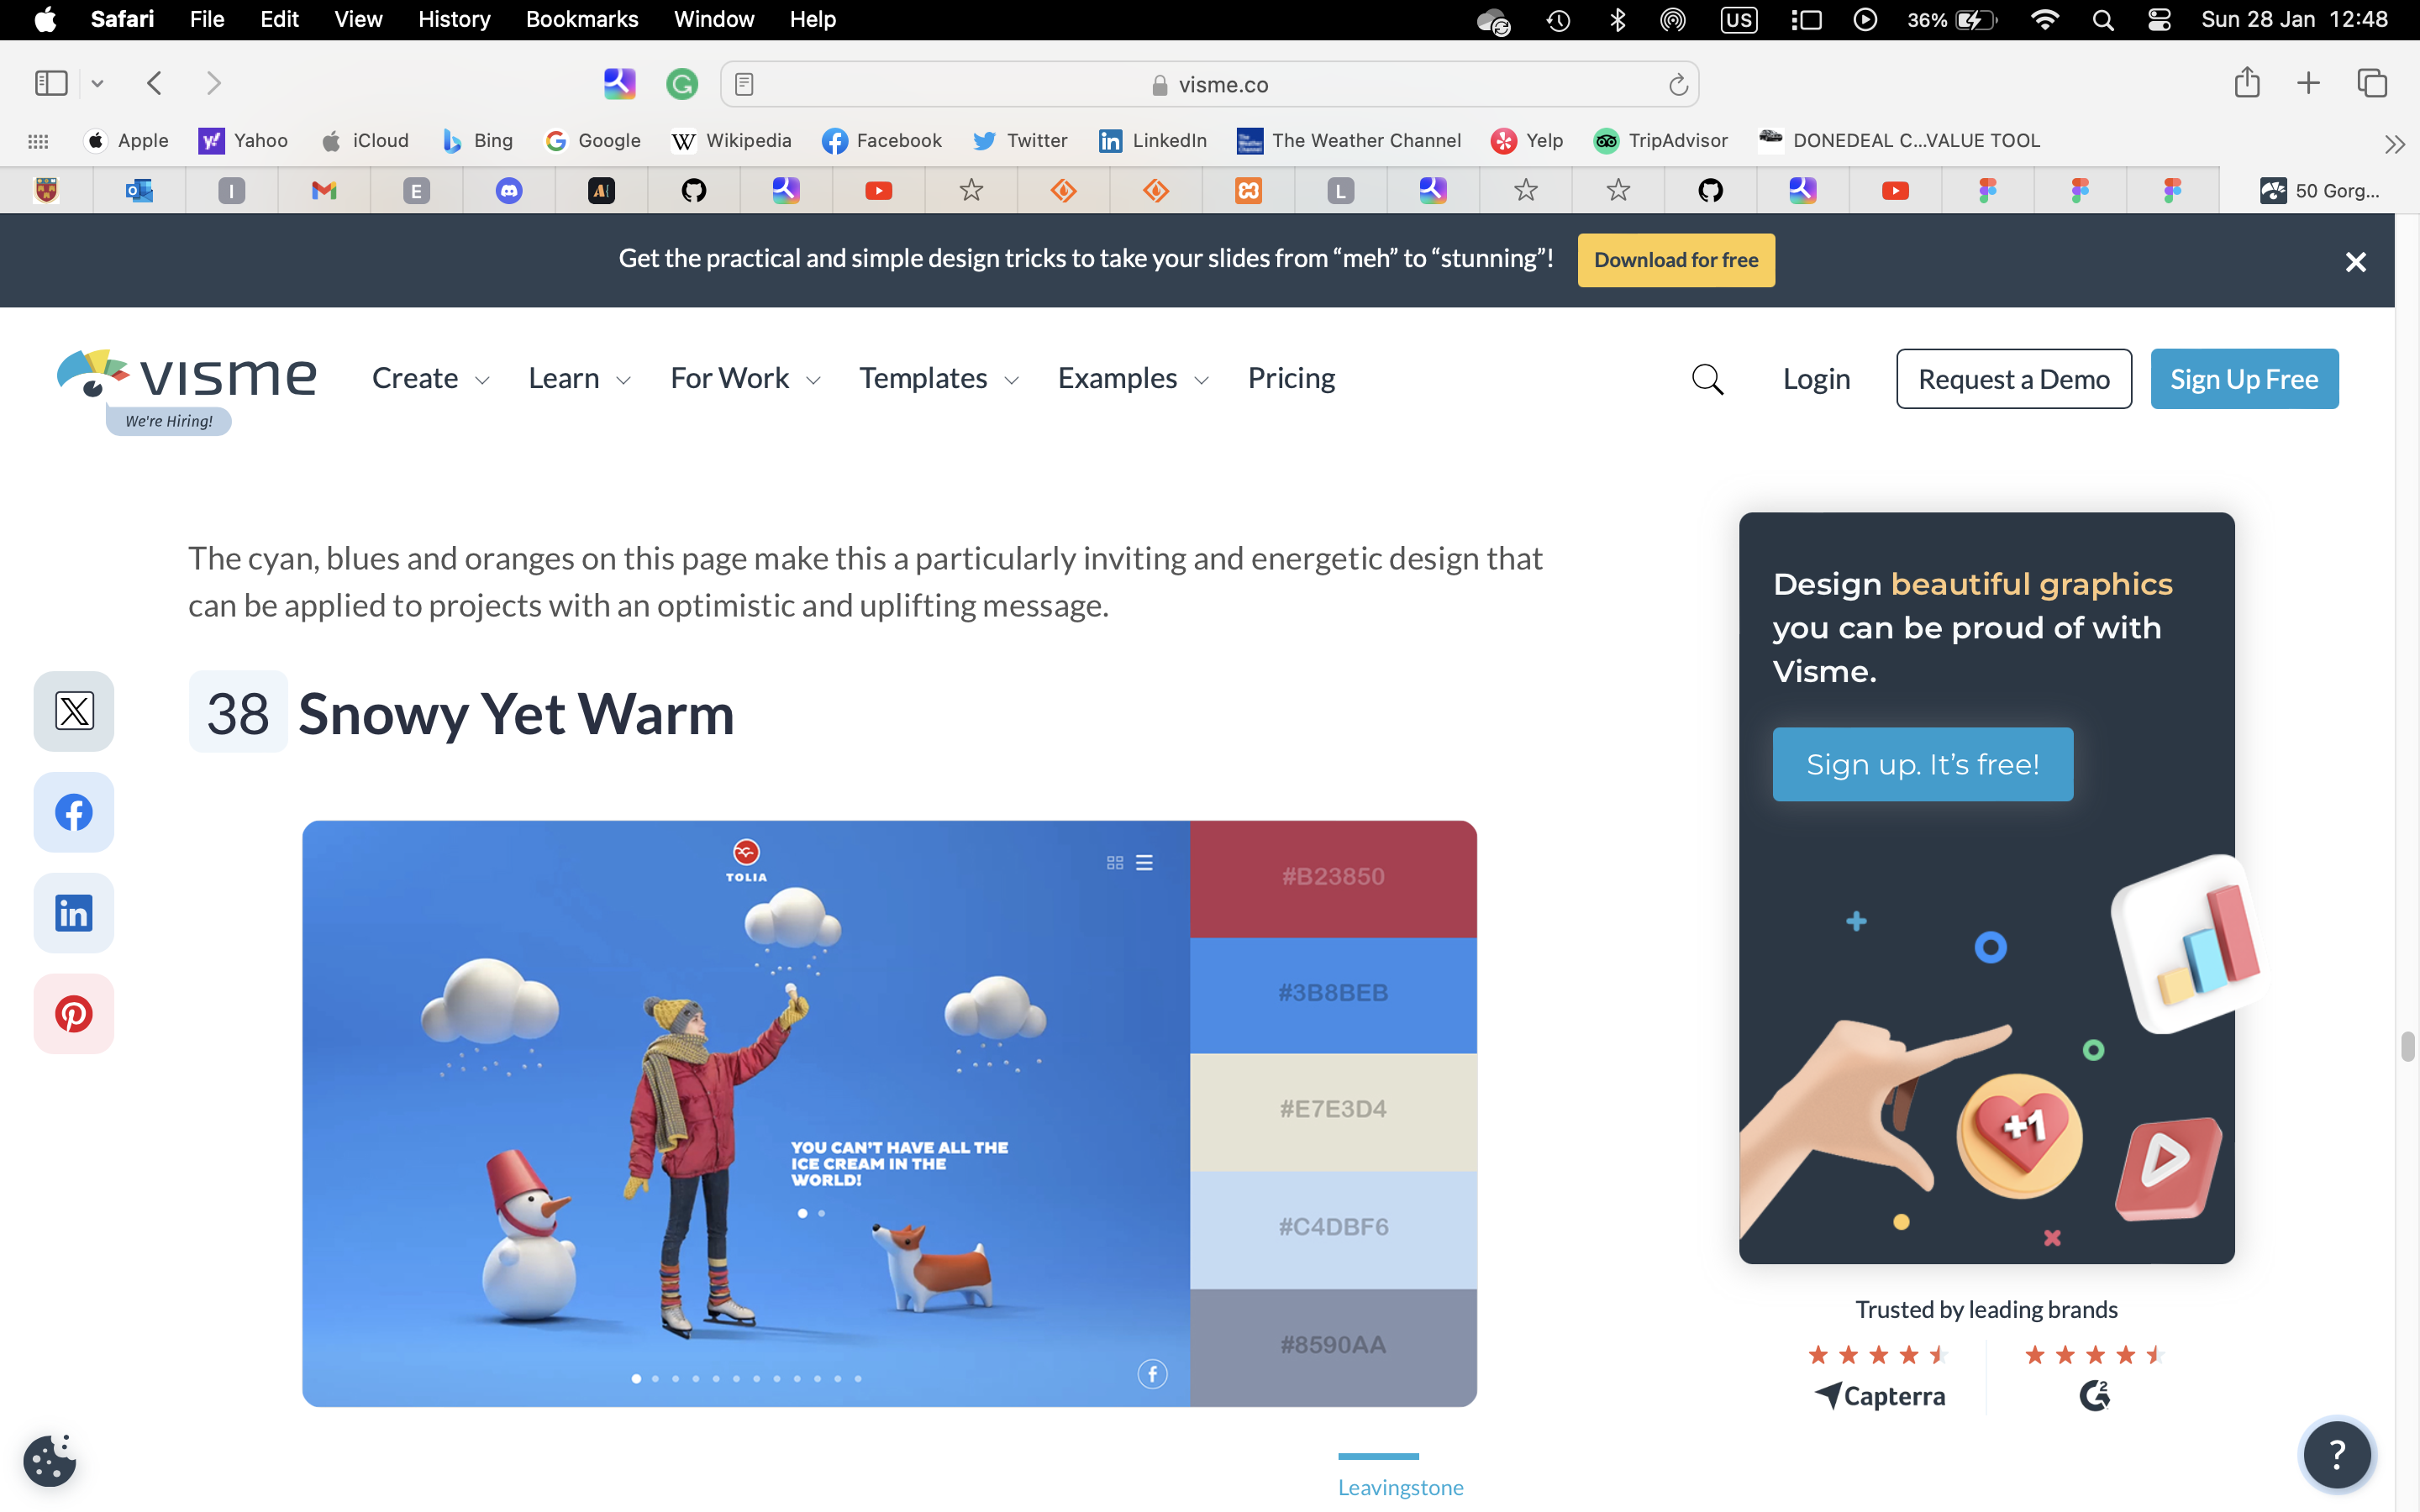 Safari File Edit View History Bookmarks Window Help US 36% Sun 28 Jan 12:48
visme.co
Apple Yahoo iCloud Bing Google Wikipedia Facebook Twitter LinkedIn The Weather Channel Yelp TripAdvisor DONEDEAL C...VALUE TOOL
I E L 50 Gorg...
Get the practical and simple design tricks to take your slides from “meh” to “stunning”! Download for free
visme Create Learn For Work Templates Examples Pricing Login Request a Demo Sign Up Free
We're Hiring!
The cyan, blues and oranges on this page make this a particularly inviting and energetic design that
can be applied to projects with an optimistic and uplifting message.
38 Snowy Yet Warm
TOLIA
YOU CAN'T HAVE ALL THE
ICE CREAM IN THE
WORLD!
#B23850
#3B8BEB
#E7E3D4
#C4DBF6
#8590AA
Leavingstone
Design beautiful graphics
you can be proud of with
Visme.
Sign up. It’s free!
+1
Trusted by leading brands
Capterra G2
?